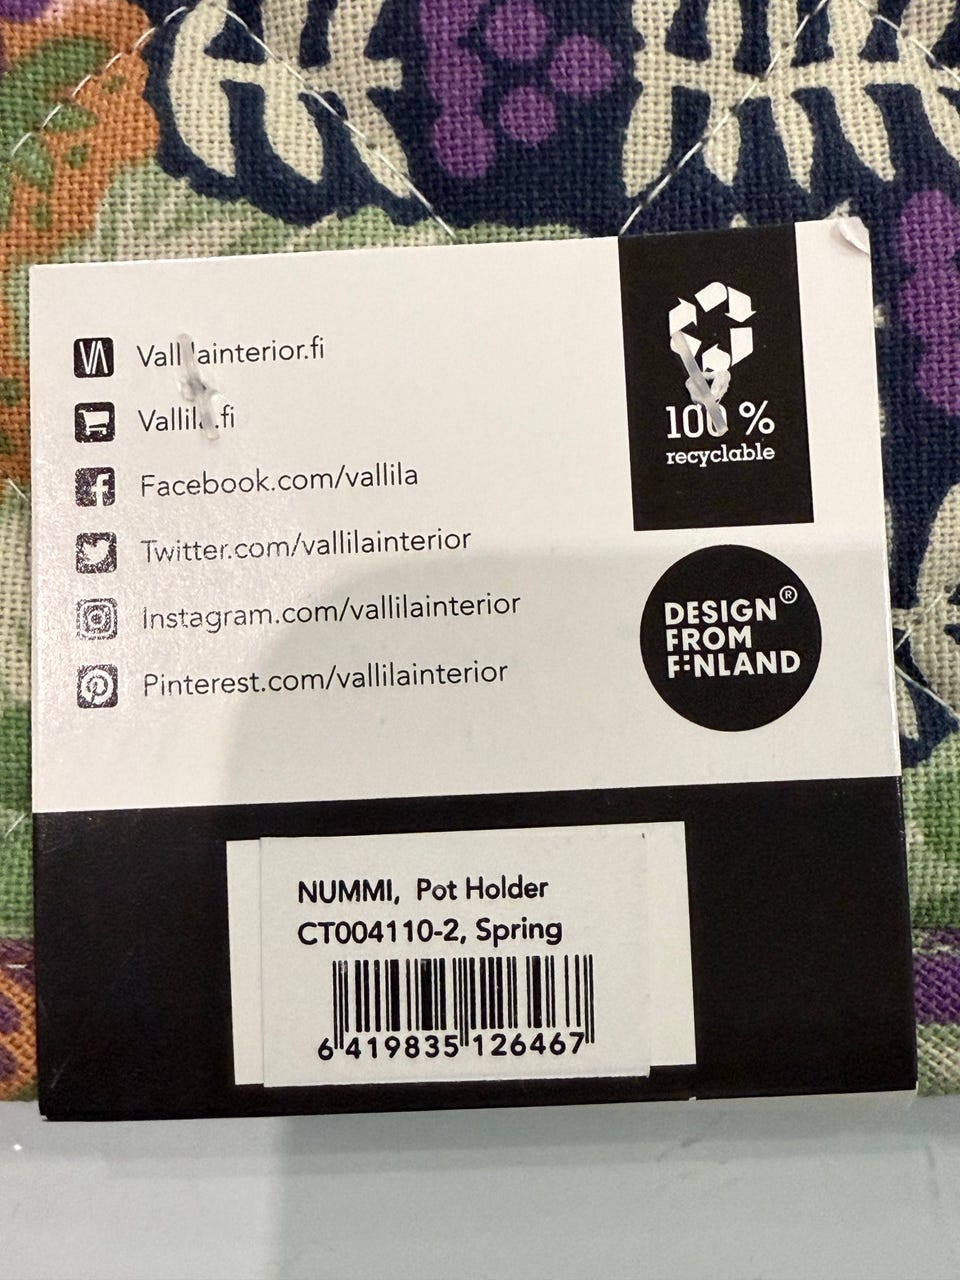 VA
Vallilainterior.fi
Vallila.fi
Facebook.com/vallila
Twitter.com/vallilainterior
Instagram.com/vallilainterior
Pinterest.com/vallilainterior
100 %
recyclable
DESIGN®
FROM
FINLAND
NUMMI, Pot Holder
CT004110-2, Spring
6 419835 126467